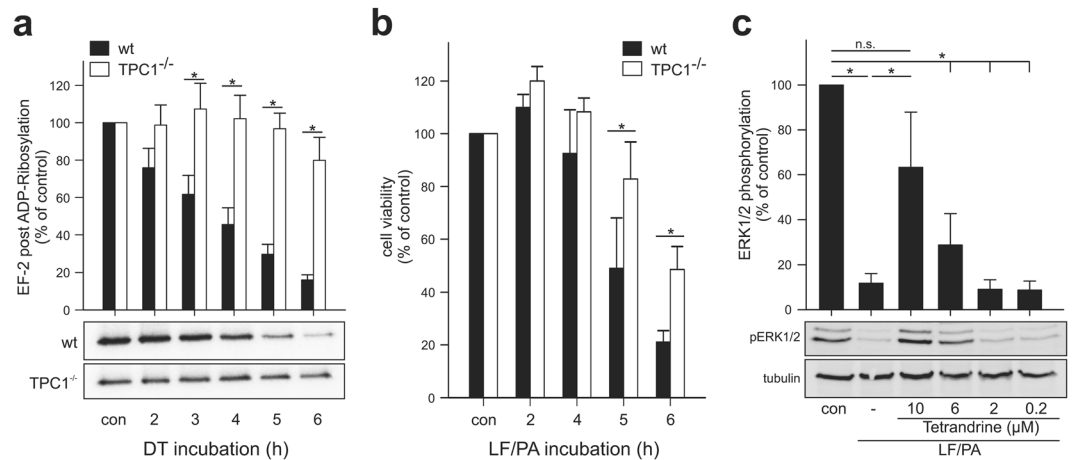 a
wt
TPC1-/-
EF-2 post ADP-Ribosylation
(% of control)
120
100
80
60
40
20
0
* * * *
wt
TPC1-/-
con 2 3 4 5 6
DT incubation (h)
b
wt
TPC1-/-
cell viability
(% of control)
120
100
80
60
40
20
0
* *
con 2 4 5 6
LF/PA incubation (h)
c
n.s.
*
* *
ERK1/2 phosphorylation
(% of control)
100
80
60
40
20
0
pERK1/2
tubulin
con - 10 6 2 0.2
Tetrandrine (µM)
LF/PA